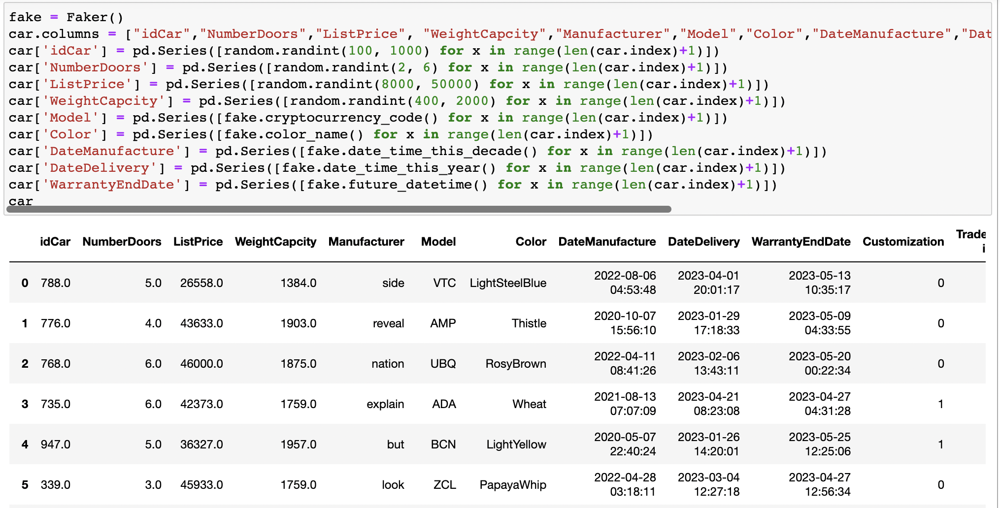 fake = Faker()
car.columns = ["idCar","NumberDoors","ListPrice", "WeightCapcity","Manufacturer","Model","Color","DateManufacture","Dat
car['idCar'] = pd.Series([random.randint(100, 1000) for x in range(len(car.index)+1)])
car['NumberDoors'] = pd.Series([random.randint(2, 6) for x in range(len(car.index)+1)])
car['ListPrice'] = pd.Series([random.randint(8000, 50000) for x in range(len(car.index)+1)])
car['WeightCapcity'] = pd.Series([random.randint(400, 2000) for x in range(len(car.index)+1)])
car['Model'] = pd.Series([fake.cryptocurrency_code() for x in range(len(car.index)+1)])
car['Color'] = pd.Series([fake.color_name() for x in range(len(car.index)+1)])
car['DateManufacture'] = pd.Series([fake.date_time_this_decade() for x in range(len(car.index)+1)])
car['DateDelivery'] = pd.Series([fake.date_time_this_year() for x in range(len(car.index)+1)])
car['WarrantyEndDate'] = pd.Series([fake.future_datetime() for x in range(len(car.index)+1)])
car
idCar NumberDoors ListPrice WeightCapcity Manufacturer Model Color DateManufacture DateDelivery WarrantyEndDate Customization Trade
i
0 788.0 5.0 26558.0 1384.0 side VTC LightSteelBlue 2022-08-06 2023-04-01 2023-05-13 0
04:53:48 20:01:17 10:35:17
1 776.0 4.0 43633.0 1903.0 reveal AMP Thistle 2020-10-07 2023-01-29 2023-05-09 0
15:56:10 17:18:33 04:33:55
2 768.0 6.0 46000.0 1875.0 nation UBQ RosyBrown 2022-04-11 2023-02-06 2023-05-20 0
08:41:26 13:43:11 00:22:34
3 735.0 6.0 42373.0 1759.0 explain ADA Wheat 2021-08-13 2023-04-21 2023-04-27 1
07:07:09 08:23:08 04:31:28
4 947.0 5.0 36327.0 1957.0 but BCN LightYellow 2020-05-07 2023-01-26 2023-05-25 1
22:40:24 14:20:01 12:25:06
5 339.0 3.0 45933.0 1759.0 look ZCL PapayaWhip 2022-04-28 2023-03-04 2023-04-27 0
03:18:11 12:27:18 12:56:34